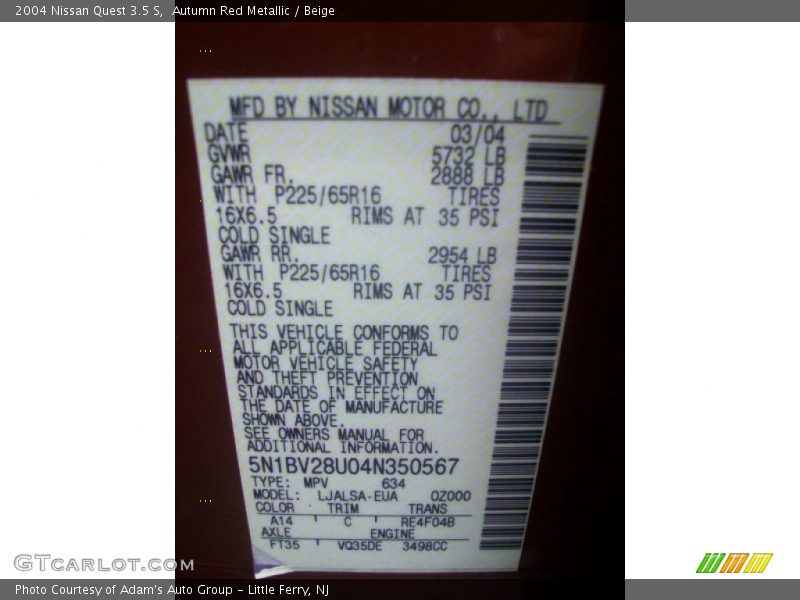 2004 Nissan Quest 3.5 S,  Autumn Red Metallic / Beige
MFD BY NISSAN MOTOR CO., LTD
DATE 03/04
GVWR 5732 LB
GAWR FR. 2888 LB
WITH P225/65R16 TIRES
16X6.5 RIMS AT 35 PSI
COLD SINGLE
GAWR RR. 2954 LB
WITH P225/65R16 TIRES
16X6.5 RIMS AT 35 PSI
COLD SINGLE
THIS VEHICLE CONFORMS TO
ALL APPLICABLE FEDERAL
MOTOR VEHICLE SAFETY
AND THEFT PREVENTION
STANDARDS IN EFFECT ON
THE DATE OF MANUFACTURE
SHOWN ABOVE.
SEE OWNERS MANUAL FOR
ADDITIONAL INFORMATION.
5N1BV28U04N350567
TYPE: MPV 634
MODEL: LJALSA-EUA 0Z000
COLOR TRIM TRANS
A14 C RE4F04B
AXLE ENGINE
FT35 VQ35DE 3498CC
GTCARLOT.COM
Photo Courtesy of Adam's Auto Group - Little Ferry, NJ